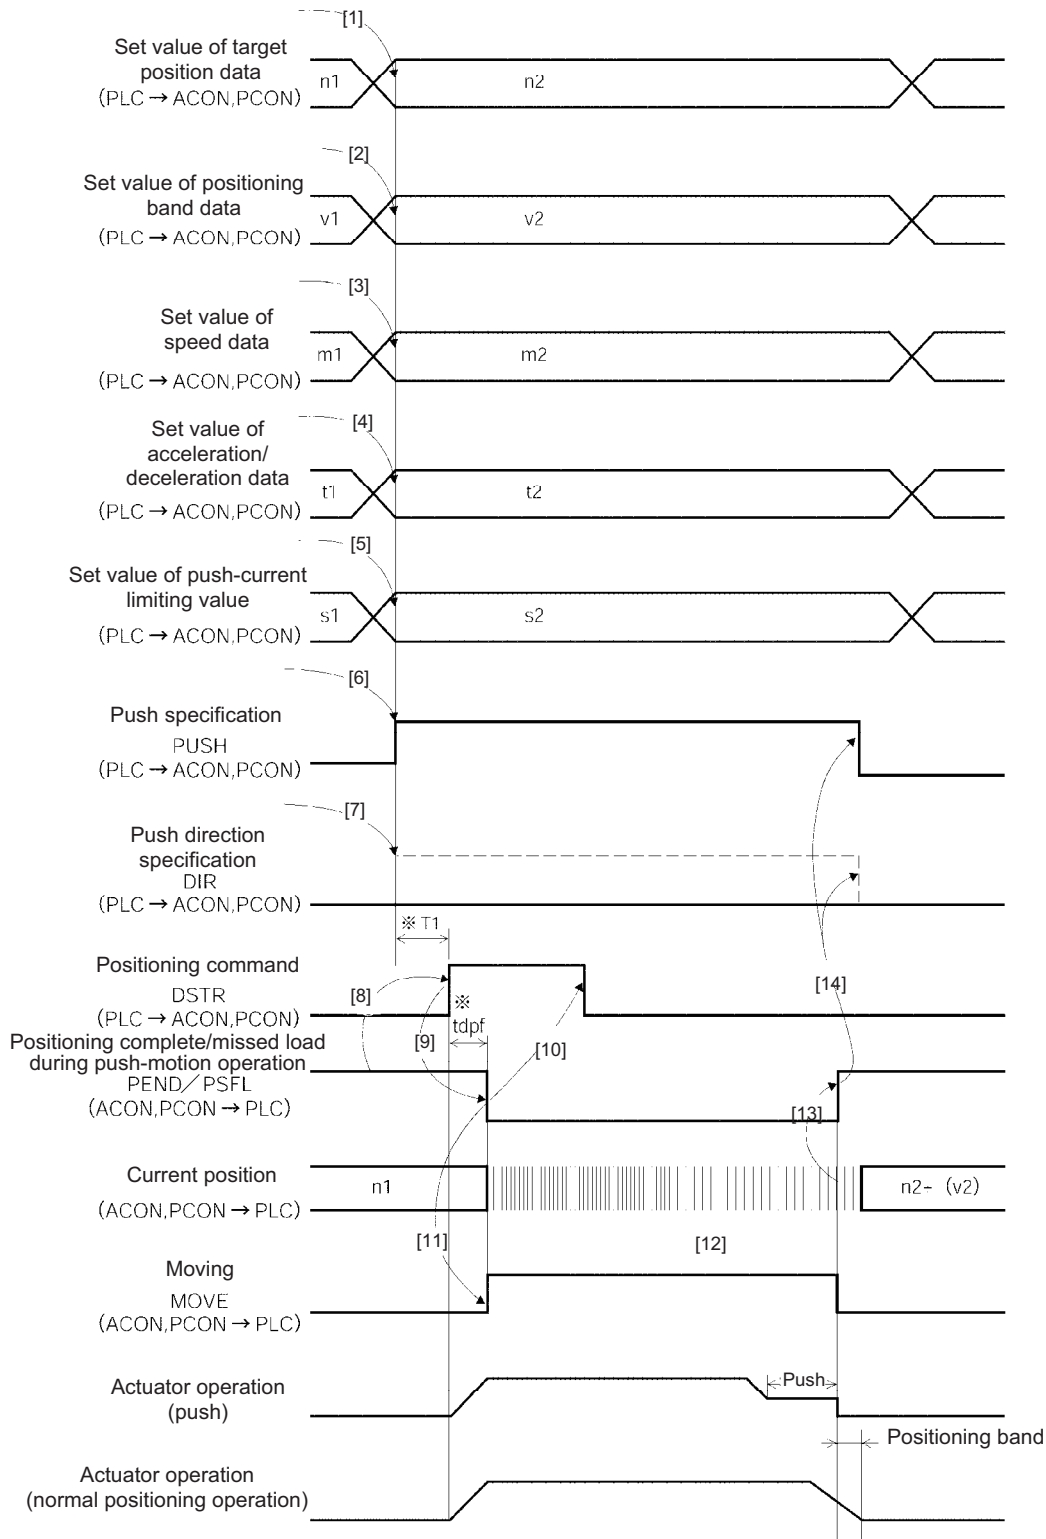 [1]
Set value of target
position data
(PLC → ACON,PCON)
n1
n2
[2]
Set value of positioning
band data
(PLC → ACON,PCON)
v1
v2
[3]
Set value of
speed data
(PLC → ACON,PCON)
m1
m2
[4]
Set value of
acceleration/
deceleration data
(PLC → ACON,PCON)
t1
t2
[5]
Set value of push-current
limiting value
(PLC → ACON,PCON)
s1
s2
[6]
Push specification
PUSH
(PLC → ACON,PCON)
[7]
Push direction
specification
DIR
(PLC → ACON,PCON)
※ T1
Positioning command
DSTR
(PLC → ACON,PCON)
[8]
※
tdpf
[14]
[9]
[10]
Positioning complete/missed load
during push-motion operation
PEND／PSFL
(ACON,PCON → PLC)
[13]
Current position
(ACON,PCON → PLC)
n1
n2÷ (v2)
[11]
[12]
Moving
MOVE
(ACON,PCON → PLC)
Actuator operation
(push)
Push
Positioning band
Actuator operation
(normal positioning operation)